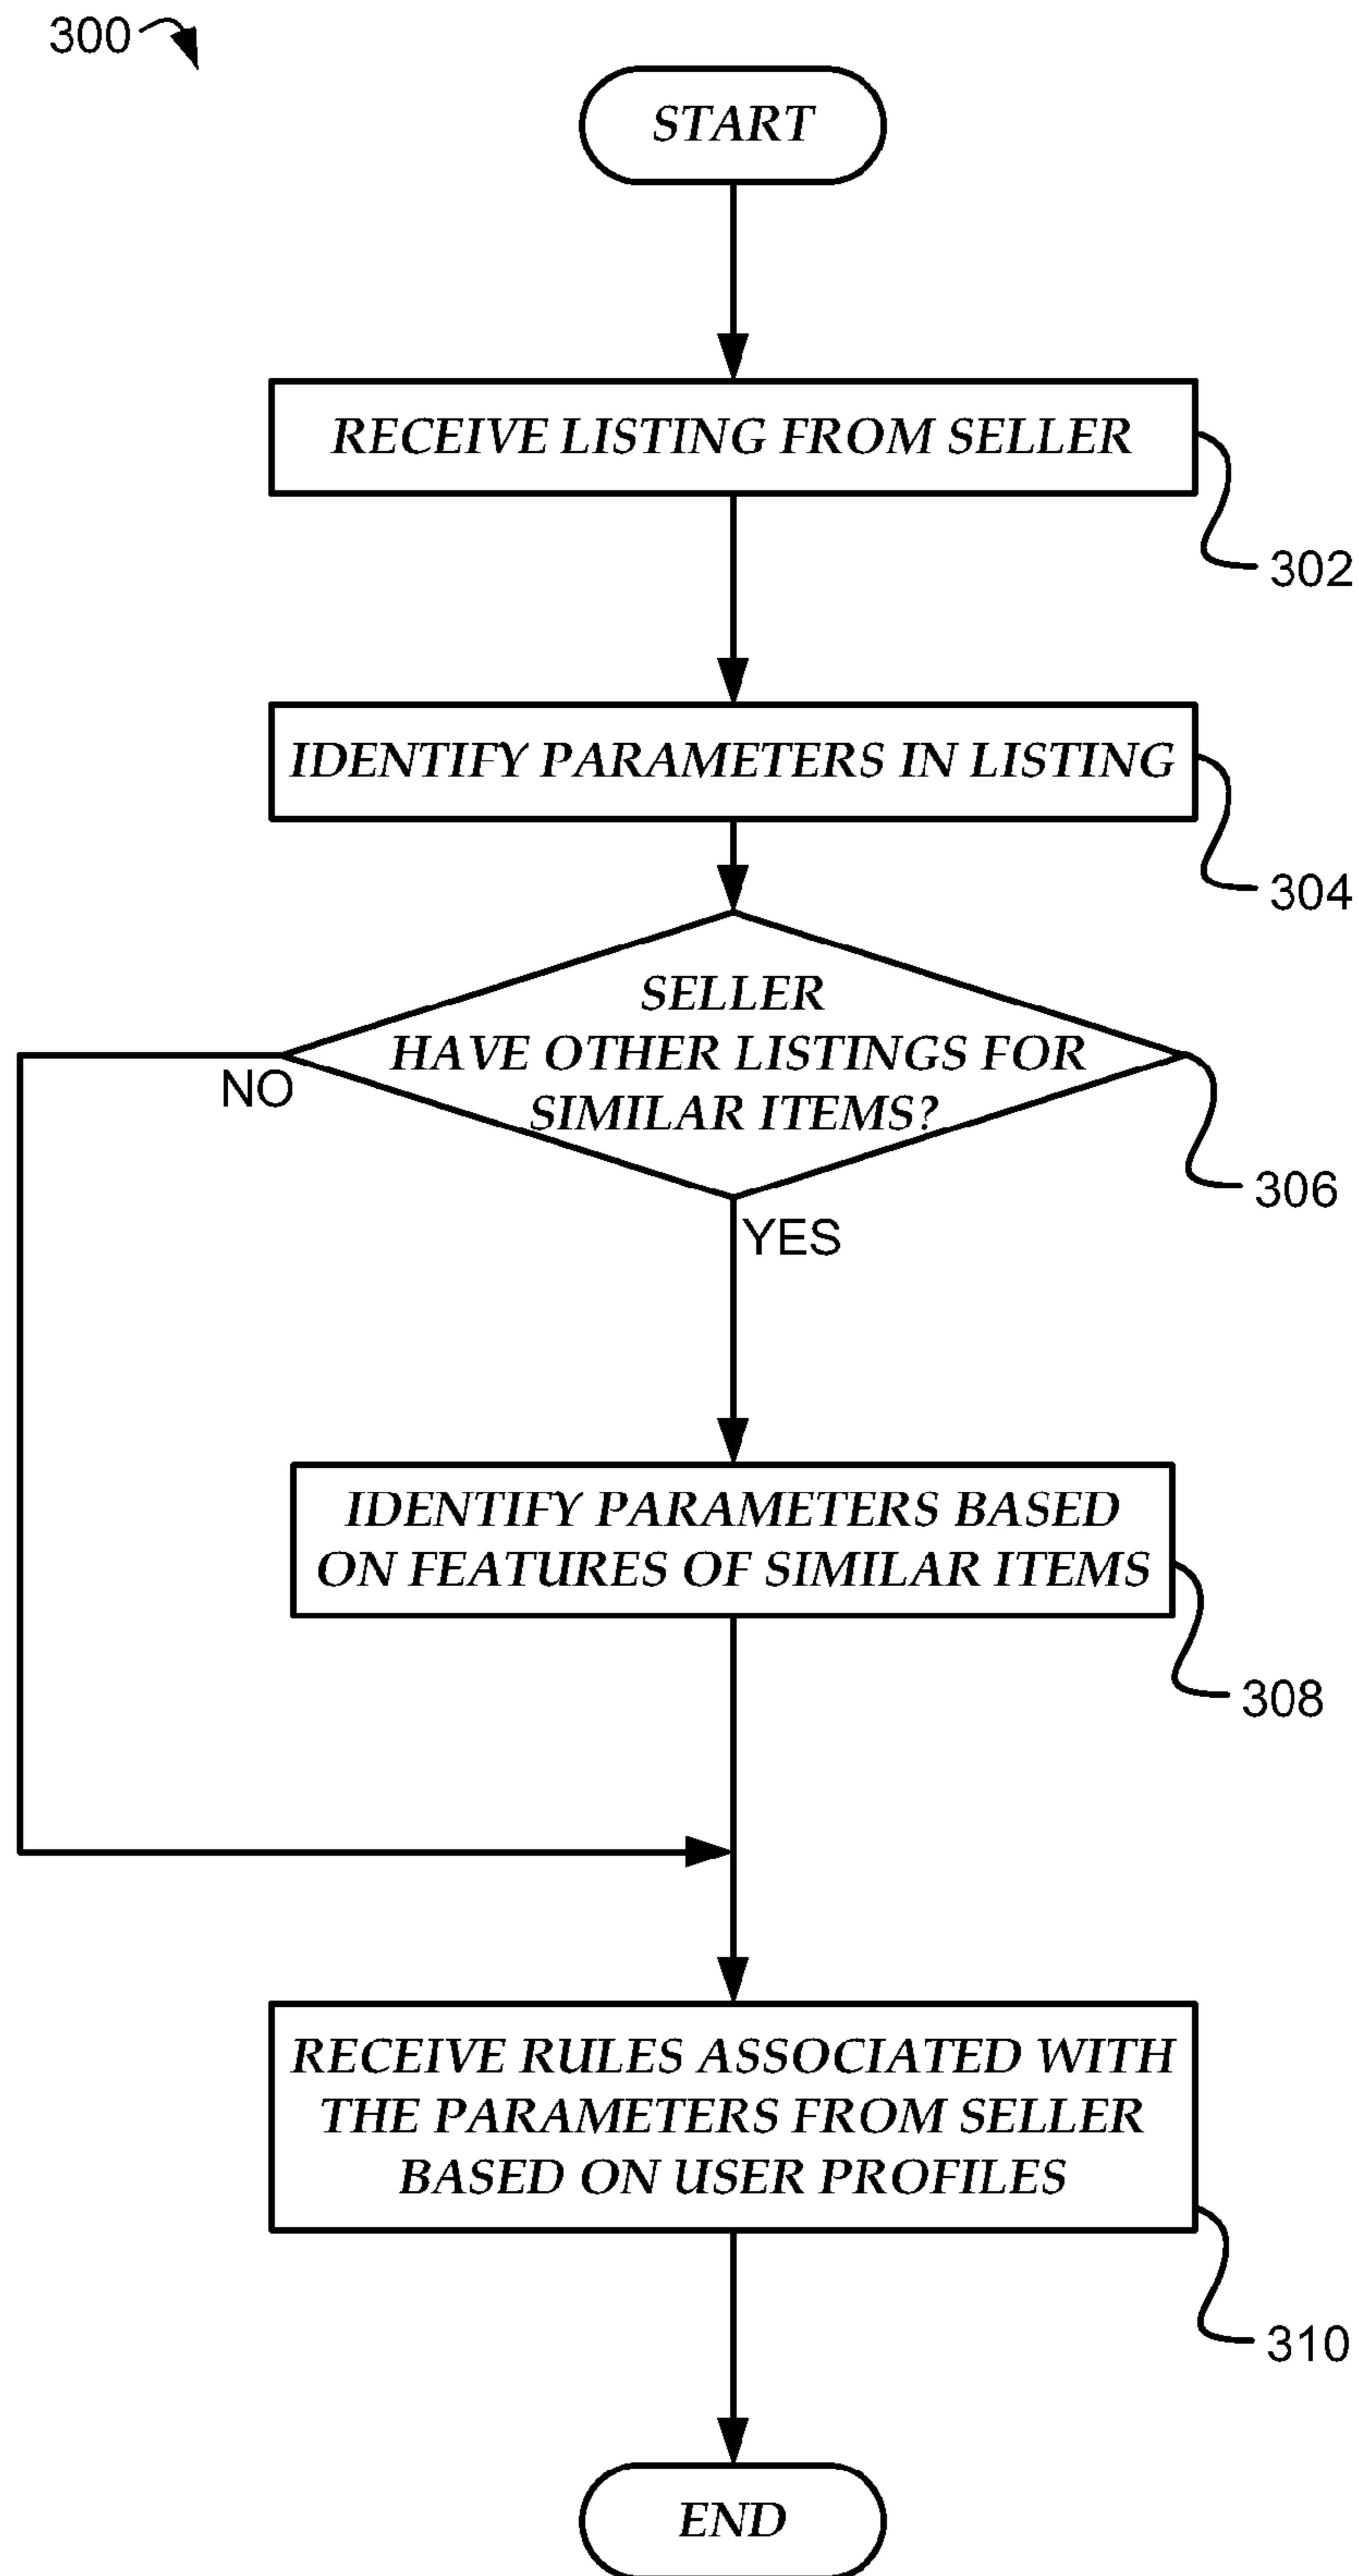 300
START
RECEIVE LISTING FROM SELLER
302
IDENTIFY PARAMETERS IN LISTING
304
SELLER
HAVE OTHER LISTINGS FOR
SIMILAR ITEMS?
NO
306
YES
IDENTIFY PARAMETERS BASED
ON FEATURES OF SIMILAR ITEMS
308
RECEIVE RULES ASSOCIATED WITH
THE PARAMETERS FROM SELLER
BASED ON USER PROFILES
310
END